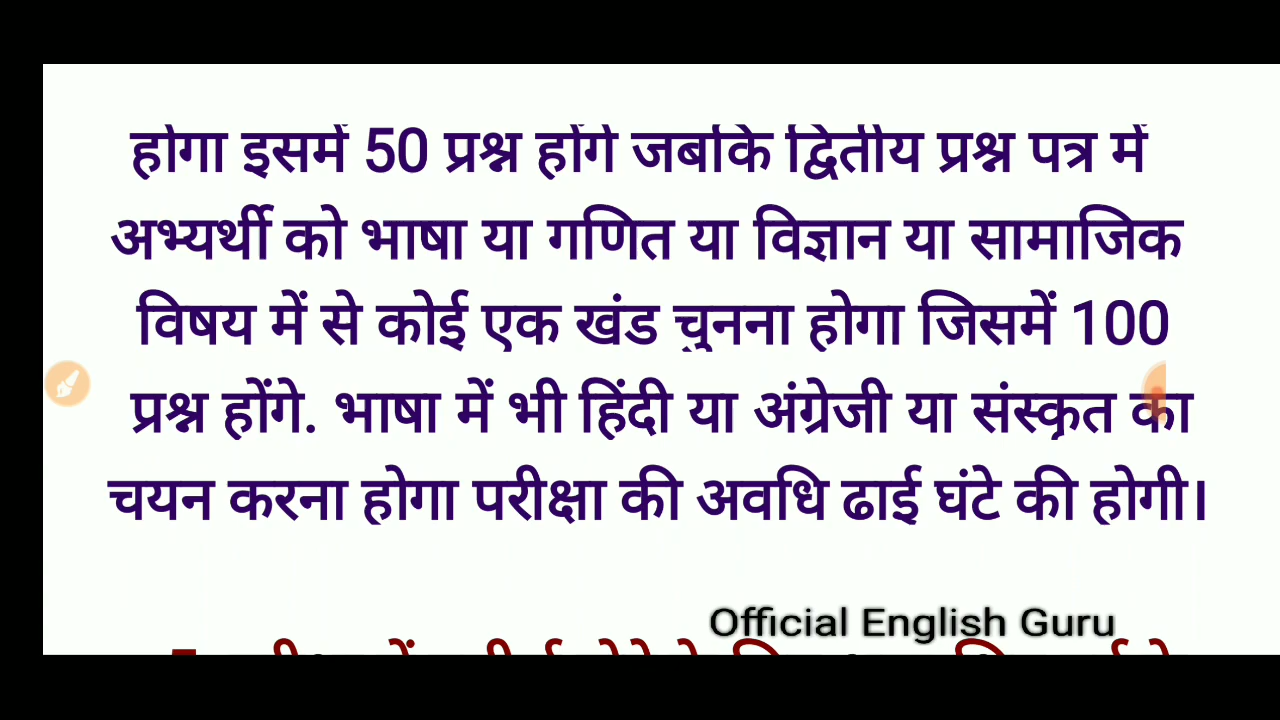 होगा इसमें 50 प्रश्न होंगे जबकि द्वितीय प्रश्न पत्र में
अभ्यर्थी को भाषा या गणित या विज्ञान या सामाजिक
विषय में से कोई एक खंड चुनना होगा जिसमें 100
प्रश्न होंगे. भाषा में भी हिंदी या अंग्रेजी या संस्कृत का
चयन करना होगा परीक्षा की अवधि ढाई घंटे की होगी।
Official English Guru